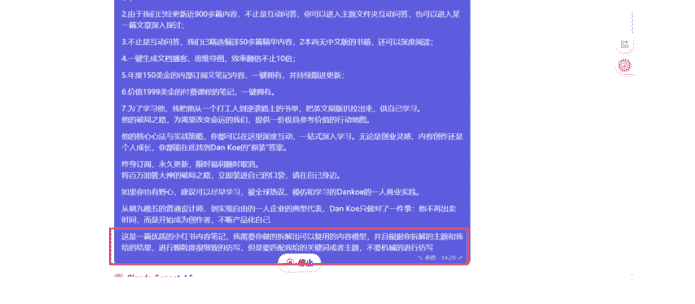 2.由于我们已经更新近900多篇内容，不止是互动问答，你可以进入主题文件夹互动问答，也可以进入某
一篇文章深入探讨；
3.不止是互动问答，我们已精选编译50多篇精华内容，2本尚无中文版的书籍，还可以深度阅读；
4.一键生成文档播客、思维导图，效率翻倍不止10倍；
5.年度150美金的内部订阅文笔记内容，一键拥有，并持续跟进更新；
6.价值1999美金的付费课程的笔记，一键拥有。
7.为了学习他，我把他从一个打工人到逆袭路上的书单，把英文原版扒拉出来，供自己学习。
他的破局之路，为渴望改变命运的我们，提供一份极具参考价值的行动地图。
他的核心心法与实战策略，你都可以在这里深度互动，一站式深入学习。无论是创业灵感、内容创作还是
个人成长，你都能在此找到Dan Koe的"原装"答案。
终身订阅、永久更新，限时福利随时取消。
将百万油管大神的破局之路，立即装进自己的口袋，请在自己身边。
如果你也有野心，建议可以尽早学习，被全球热议、模仿和学习的Dankoe的一人商业实践。
从朝九晚五的普通设计师、到实现自由的一人企业的典型代表，Dan Koe只做对了一件事：他不再出卖
时间，而是开始成为创作者，不断产品化自己
这是一篇优质的小红书内容笔记，我需要你做的拆解出可以复用的内容模型，并且根据你拆解的主题和我
给的结果，进行颗粒度很细致的仿写，但是要匹配我给的关键词或者主题，不要机械的进行仿写
停止
14:29